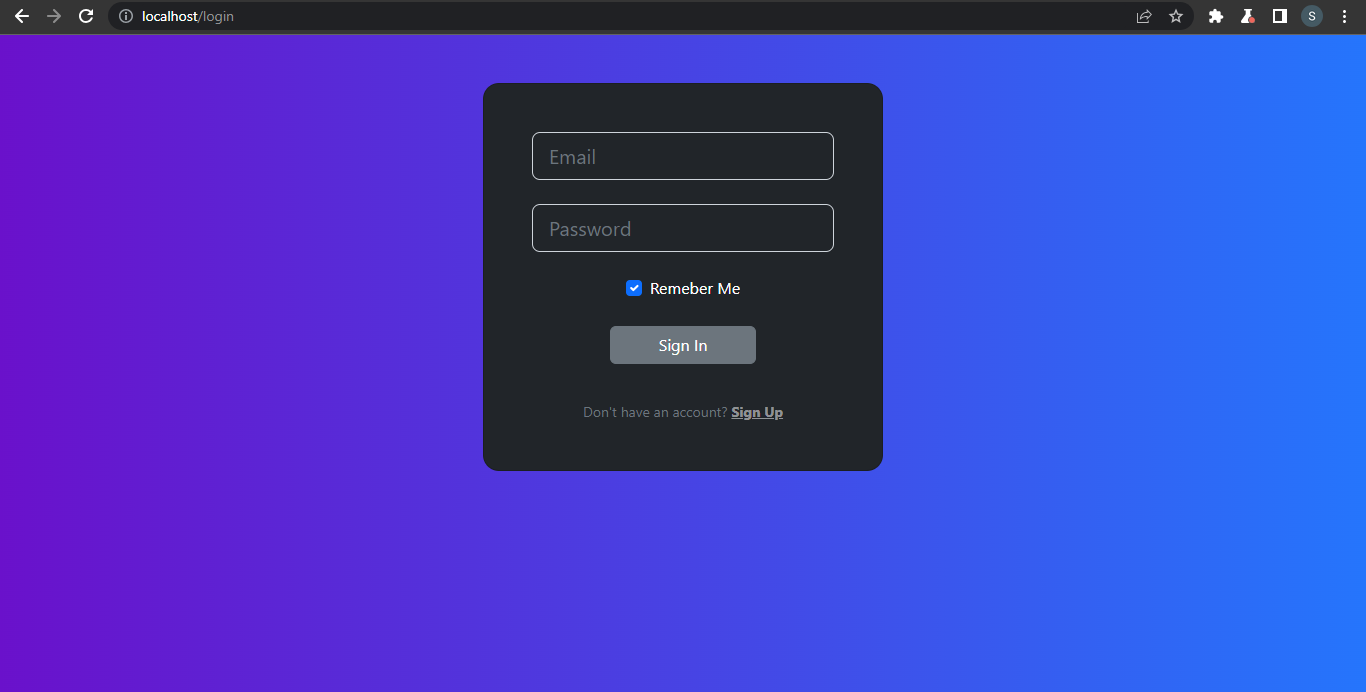 localhost/login
S
Email
Password
Remeber Me
Sign In
Don't have an account? Sign Up